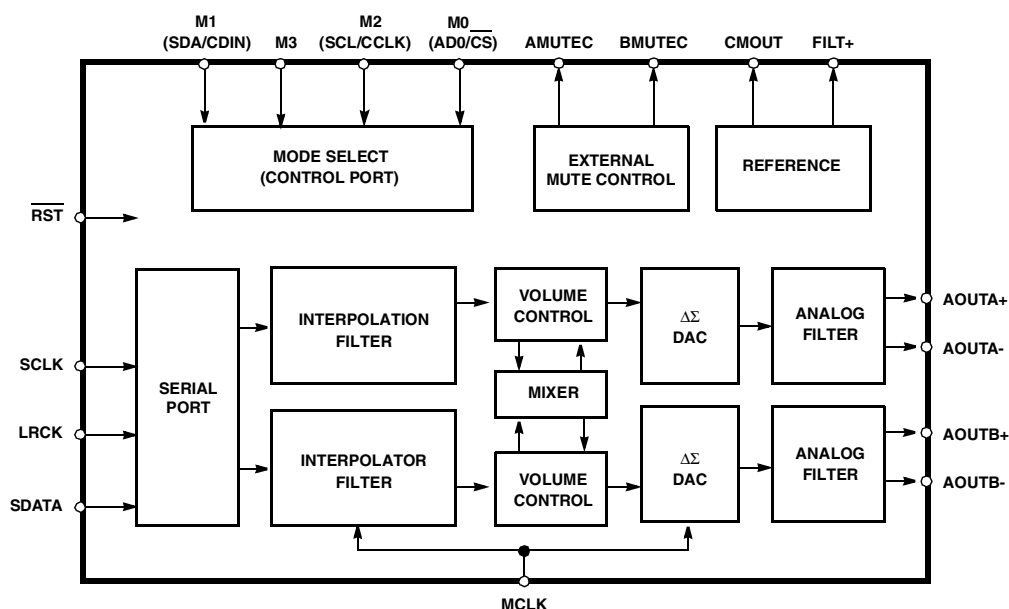 M1
(SDA/CDIN)
M3
M2
(SCL/CCLK)
M0
(AD0/CS)
AMUTEC
BMUTEC
CMOUT
FILT+
MODE SELECT
(CONTROL PORT)
EXTERNAL
MUTE CONTROL
REFERENCE
RST
SERIAL
PORT
INTERPOLATION
FILTER
VOLUME
CONTROL
ΔΣ
DAC
ANALOG
FILTER
AOUTA+
AOUTA-
SCLK
LRCK
SDATA
MIXER
INTERPOLATOR
FILTER
VOLUME
CONTROL
ΔΣ
DAC
ANALOG
FILTER
AOUTB+
AOUTB-
MCLK